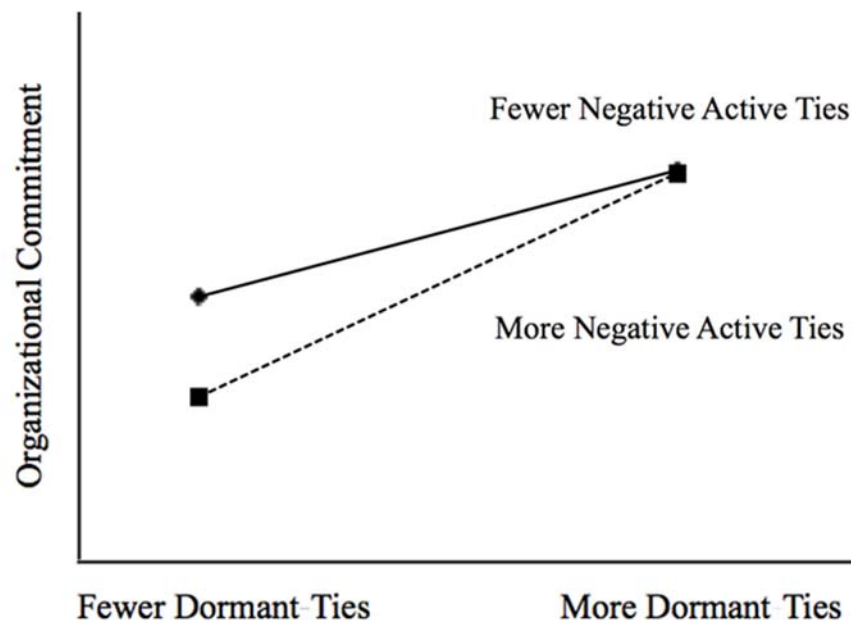 Organizational Commitment
Fewer Negative Active Ties
More Negative Active Ties
Fewer Dormant-Ties
More Dormant-Ties